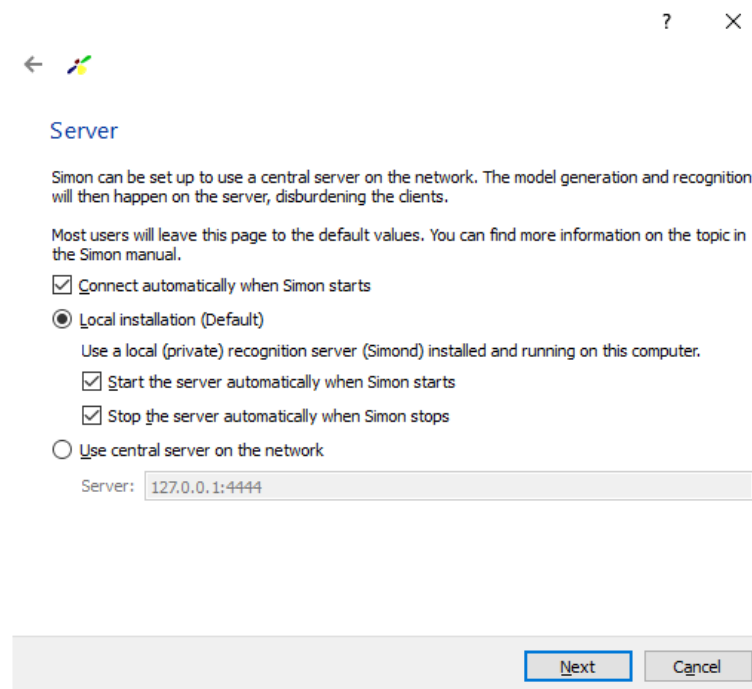 ?
Server
Simon can be set up to use a central server on the network. The model generation and recognition
will then happen on the server, disburdening the clients.
Most users will leave this page to the default values. You can find more information on the topic in
the Simon manual.
Connect automatically when Simon starts
Local installation (Default)
Use a local (private) recognition server (Simond) installed and running on this computer.
Start the server automatically when Simon starts
Stop the server automatically when Simon stops
Use central server on the network
Server: 127.0.0.1:4444
Next Cancel